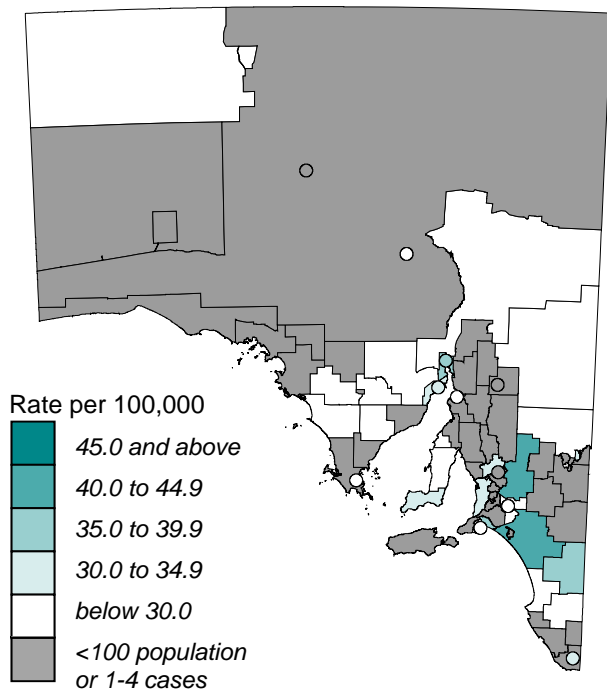 Rate per 100,000
45.0 and above
40.0 to 44.9
35.0 to 39.9
30.0 to 34.9
below 30.0
<100 population
or 1-4 cases